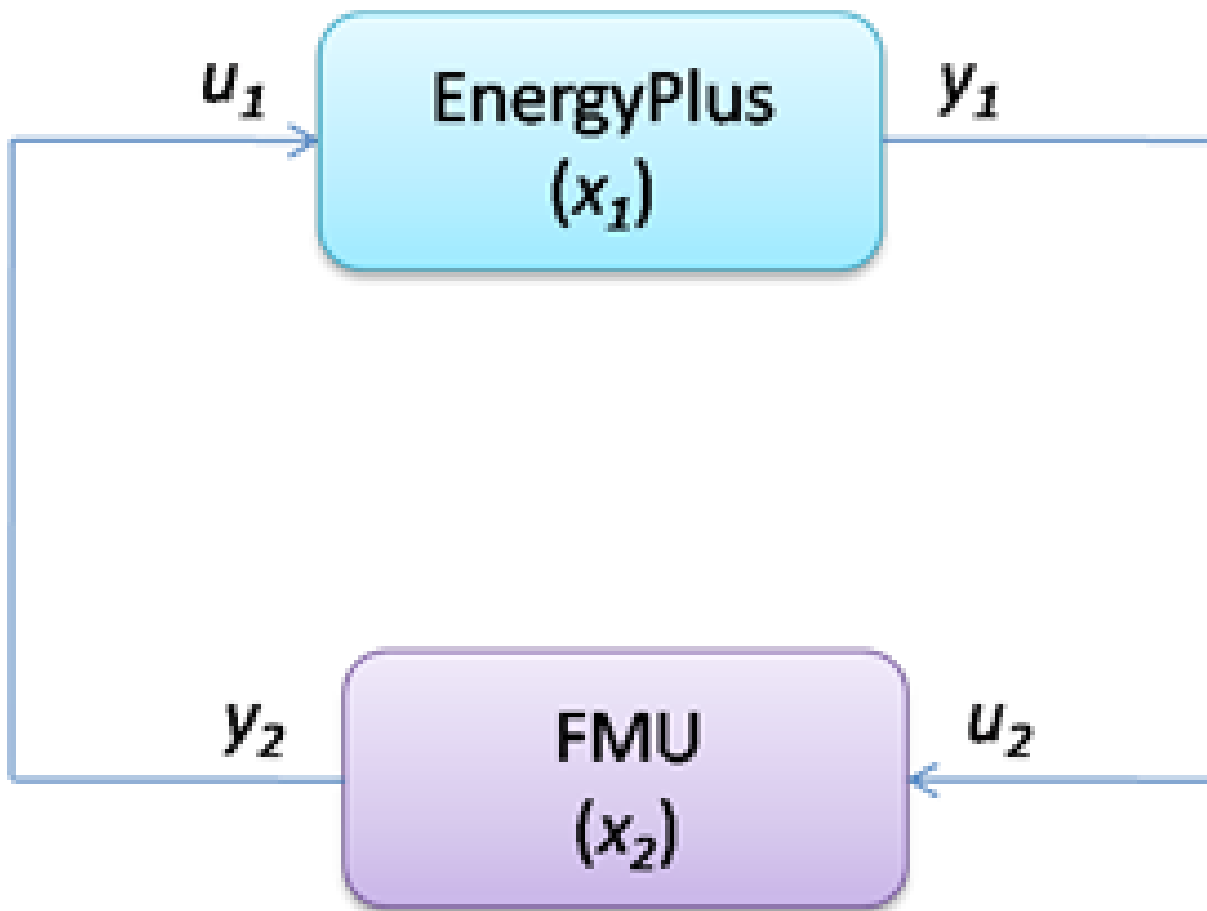 u₁
EnergyPlus
(x₁)
y₁
y₂
FMU
(x₂)
u₂